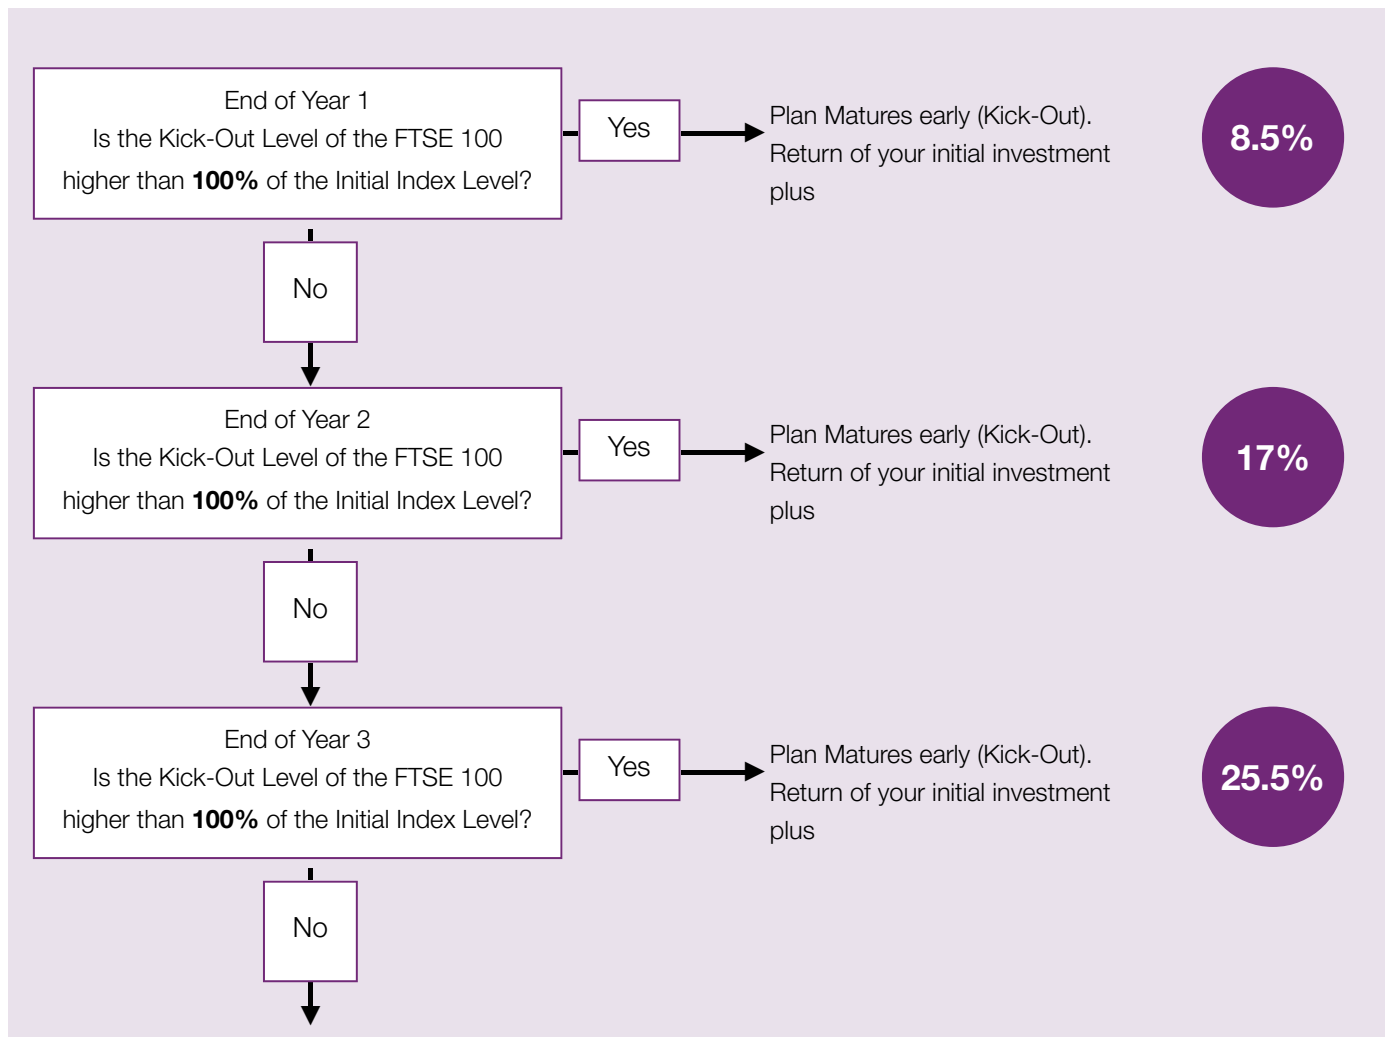 End of Year 1
Is the Kick-Out Level of the FTSE 100
higher than 100% of the Initial Index Level?
Yes
Plan Matures early (Kick-Out).
Return of your initial investment
plus
8.5%
No
End of Year 2
Is the Kick-Out Level of the FTSE 100
higher than 100% of the Initial Index Level?
Yes
Plan Matures early (Kick-Out).
Return of your initial investment
plus
17%
No
End of Year 3
Is the Kick-Out Level of the FTSE 100
higher than 100% of the Initial Index Level?
Yes
Plan Matures early (Kick-Out).
Return of your initial investment
plus
25.5%
No